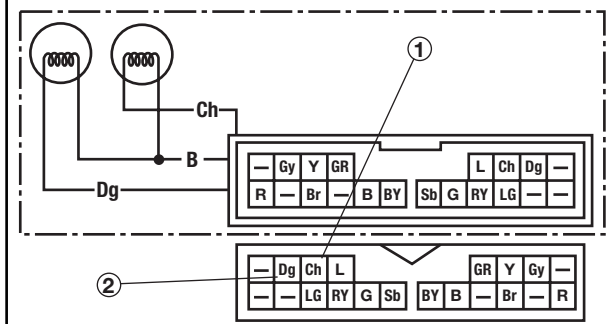 ①
Ch
B
Dg
— Gy Y GR L Ch Dg —
R — Br — B BY Sb G RY LG — —
②
— Dg Ch L GR Y Gy —
— — LG RY G Sb BY B — Br — R